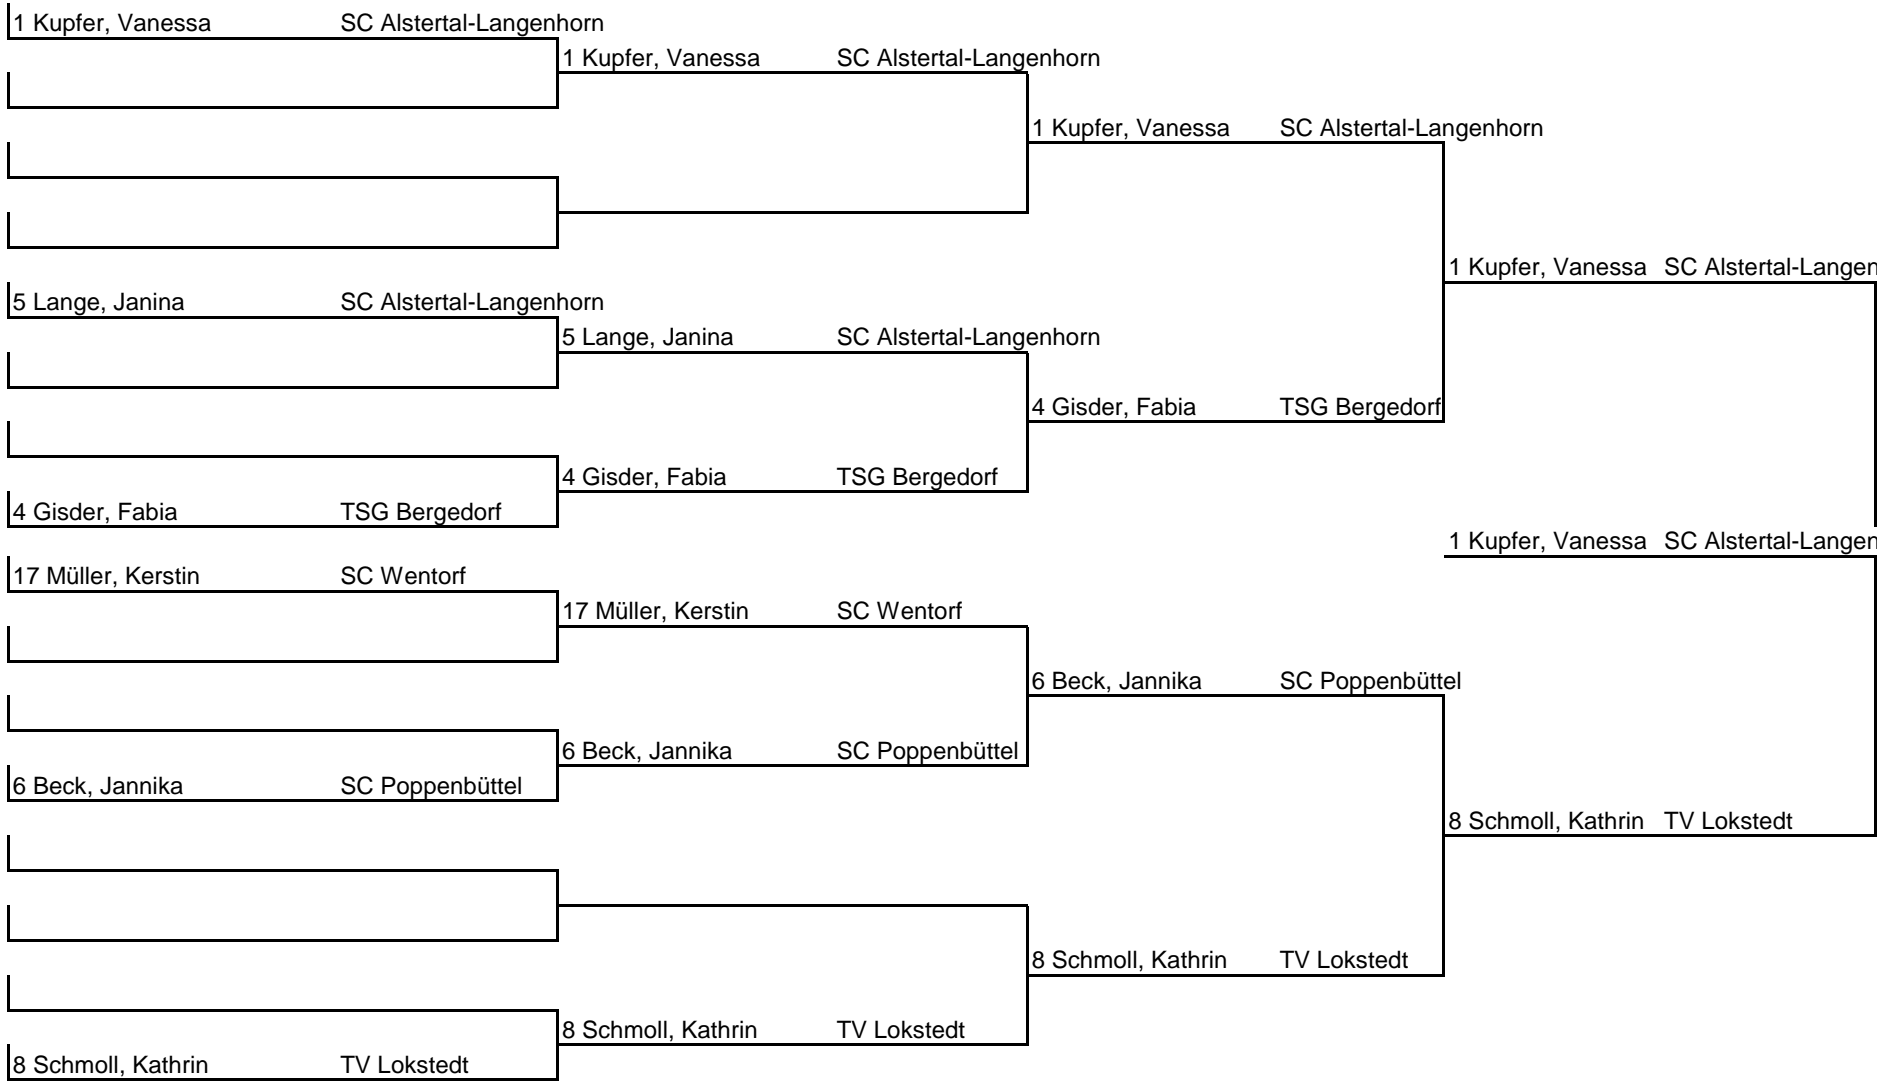 1 Kupfer, Vanessa SC Alstertal-Langenhorn
1 Kupfer, Vanessa SC Alstertal-Langenhorn
1 Kupfer, Vanessa SC Alstertal-Langenhorn
1 Kupfer, Vanessa SC Alstertal-Langen
5 Lange, Janina SC Alstertal-Langenhorn
5 Lange, Janina SC Alstertal-Langenhorn
4 Gisder, Fabia TSG Bergedorf
4 Gisder, Fabia TSG Bergedorf
4 Gisder, Fabia TSG Bergedorf
1 Kupfer, Vanessa SC Alstertal-Langen
17 Müller, Kerstin SC Wentorf
17 Müller, Kerstin SC Wentorf
6 Beck, Jannika SC Poppenbüttel
6 Beck, Jannika SC Poppenbüttel
6 Beck, Jannika SC Poppenbüttel
8 Schmoll, Kathrin TV Lokstedt
8 Schmoll, Kathrin TV Lokstedt
8 Schmoll, Kathrin TV Lokstedt
8 Schmoll, Kathrin TV Lokstedt